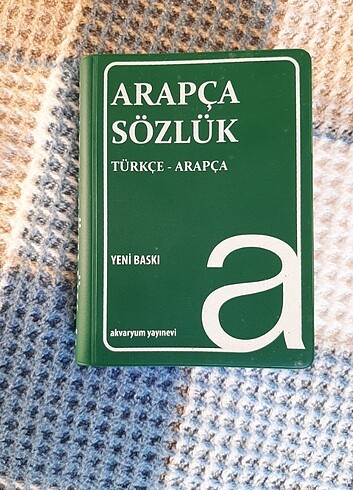 ARAPÇA
SÖZLÜK
TÜRKÇE - ARAPÇA
YENİ BASKI
a
akvaryum yayınevi